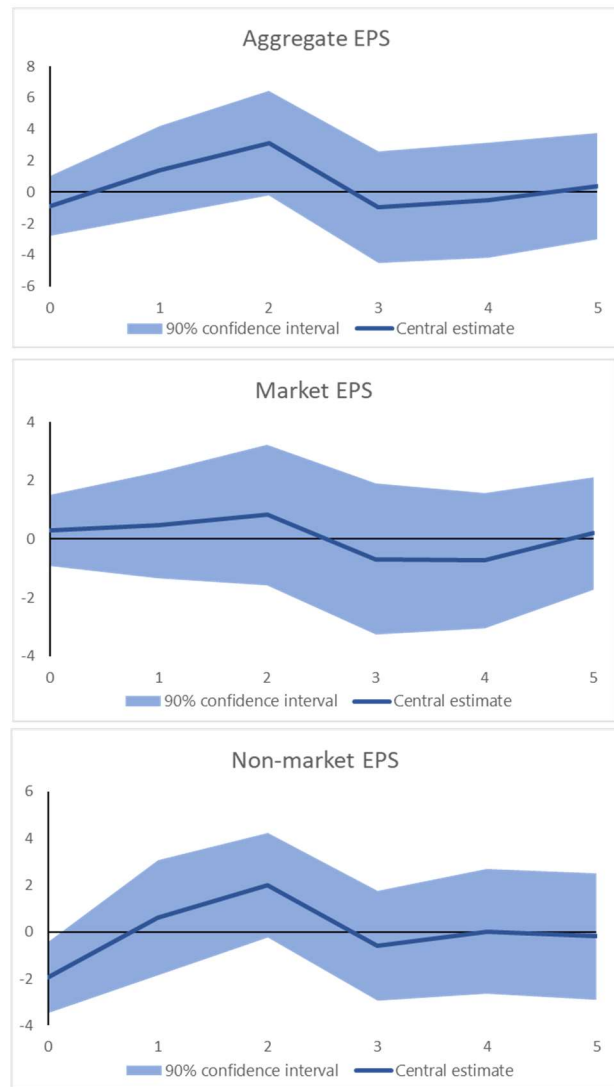 Aggregate EPS
8
6
4
2
0
-2
-4
-6
0 1 2 3 4 5
90% confidence interval Central estimate
Market EPS
4
2
0
-2
-4
0 1 2 3 4 5
90% confidence interval Central estimate
Non-market EPS
6
4
2
0
-2
-4
0 1 2 3 4 5
90% confidence interval Central estimate